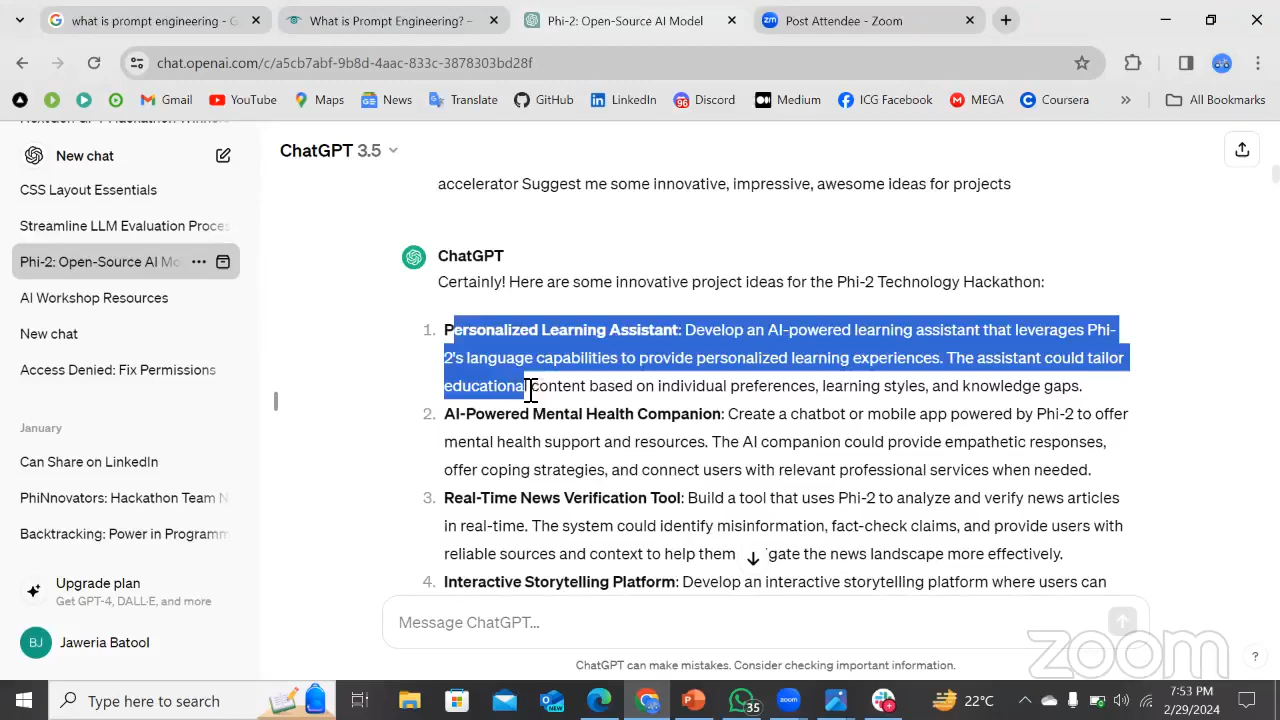 what is prompt engineering - G
What is Prompt Engineering? –
Phi-2: Open-Source AI Model
zm
Post Attendee - Zoom
chat.openai.com/c/a5cb7abf-9b8d-4aac-833c-3878303bd28f
Gmail
YouTube
Maps
News
Translate
GitHub
LinkedIn
96
Discord
Medium
ICG Facebook
MEGA
Coursera
»
All Bookmarks
New chat
CSS Layout Essentials
Streamline LLM Evaluation Proces
Phi-2: Open-Source AI Mo
AI Workshop Resources
New chat
Access Denied: Fix Permissions
January
Can Share on LinkedIn
PhiNnovators: Hackathon Team N
Backtracking: Power in Programm
Upgrade plan
Get GPT-4, DALL·E, and more
BJ
Jaweria Batool
ChatGPT 3.5
accelerator Suggest me some innovative, impressive, awesome ideas for projects
ChatGPT
Certainly! Here are some innovative project ideas for the Phi-2 Technology Hackathon:
1. Personalized Learning Assistant: Develop an AI-powered learning assistant that leverages Phi-
2's language capabilities to provide personalized learning experiences. The assistant could tailor
educational content based on individual preferences, learning styles, and knowledge gaps.
2. AI-Powered Mental Health Companion: Create a chatbot or mobile app powered by Phi-2 to offer
mental health support and resources. The AI companion could provide empathetic responses,
offer coping strategies, and connect users with relevant professional services when needed.
3. Real-Time News Verification Tool: Build a tool that uses Phi-2 to analyze and verify news articles
in real-time. The system could identify misinformation, fact-check claims, and provide users with
reliable sources and context to help them gate the news landscape more effectively.
4. Interactive Storytelling Platform: Develop an interactive storytelling platform where users can
Message ChatGPT...
ChatGPT can make mistakes. Consider checking important information.
?
zoom
Type here to search
35
zoom
22°C
7:53 PM
2/29/2024